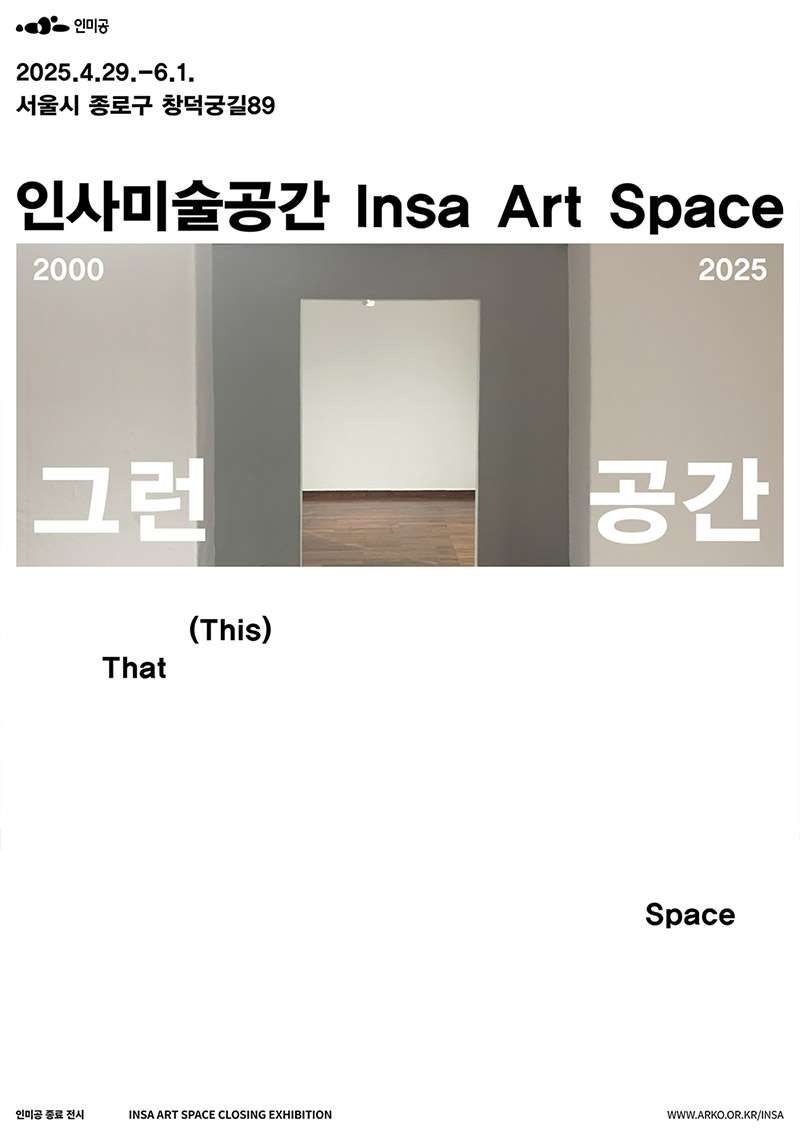 인미공
2025.4.29.–6.1.
서울시 종로구 창덕궁길89
인사미술공간 Insa Art Space
2000 2025
그런 공간
(This)
That
Space
인미공 종료 전시 INSA ART SPACE CLOSING EXHIBITION WWW.ARKO.OR.KR/INSA